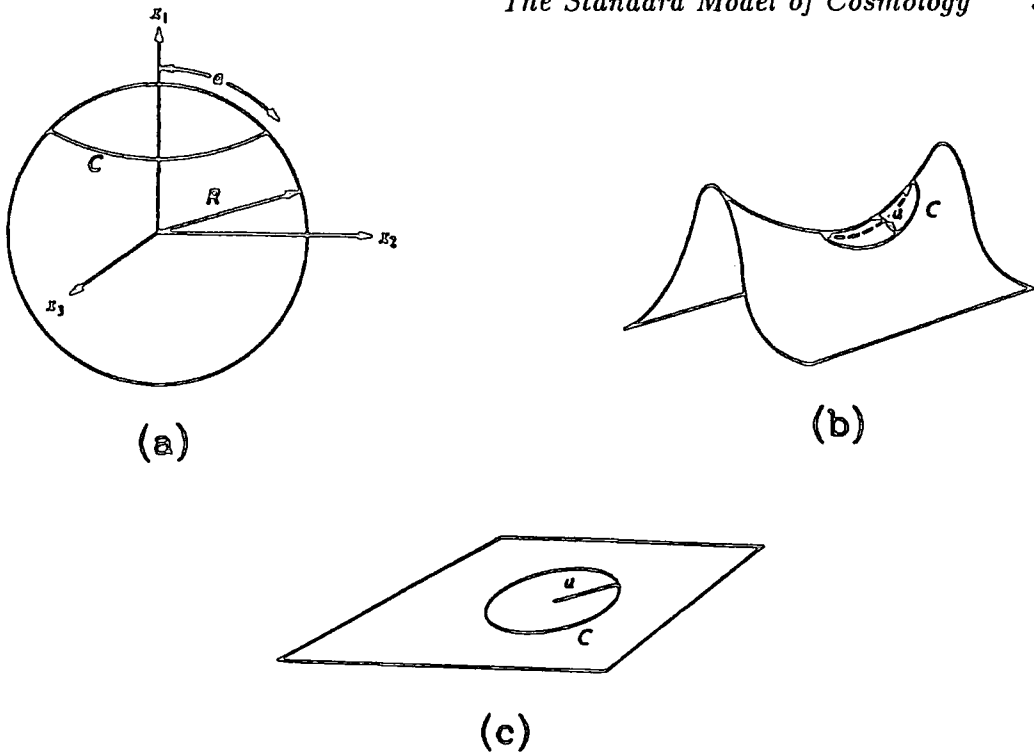 The Standard Model of Cosmology
x₁
a
C
R
x₂
x₃
(a)
a
C
(b)
a
C
(c)